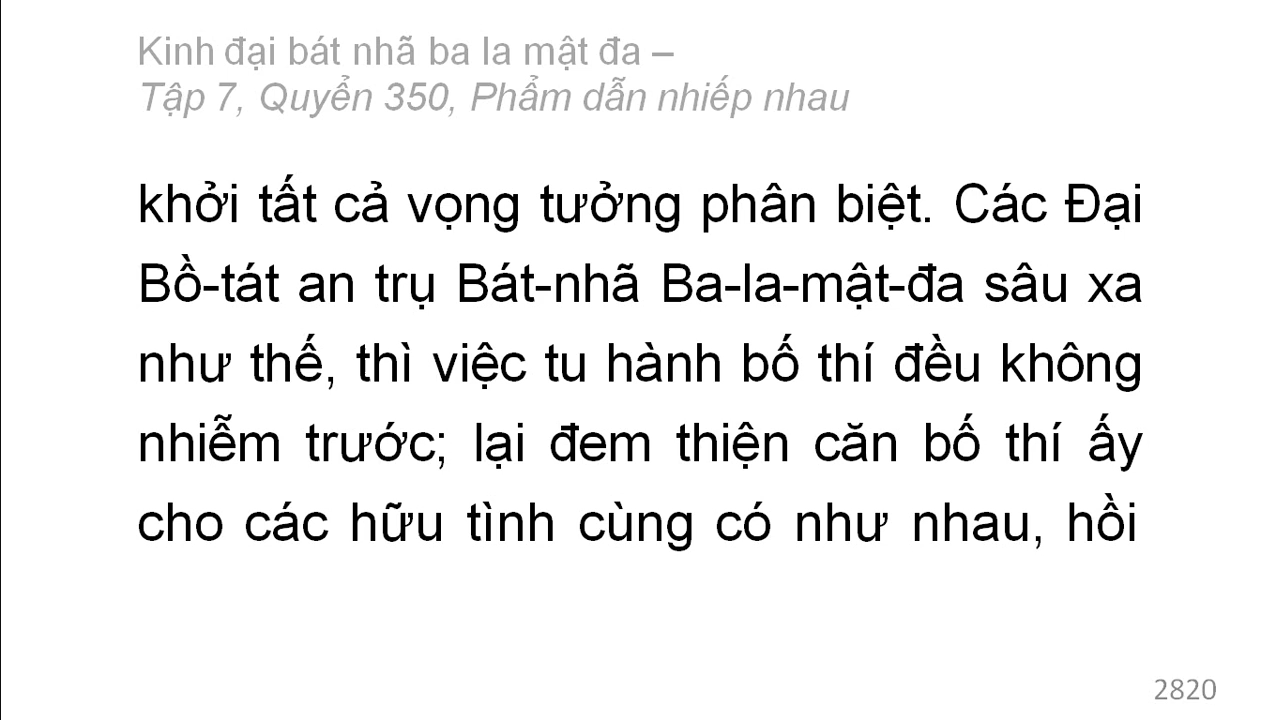 Kinh đại bát nhã ba la mật đa –
Tập 7, Quyển 350, Phẩm dẫn nhiếp nhau
khởi tất cả vọng tưởng phân biệt. Các Đại
Bồ-tát an trụ Bát-nhã Ba-la-mật-đa sâu xa
như thế, thì việc tu hành bố thí đều không
nhiễm trước; lại đem thiện căn bố thí ấy
cho các hữu tình cùng có như nhau, hồi
2820